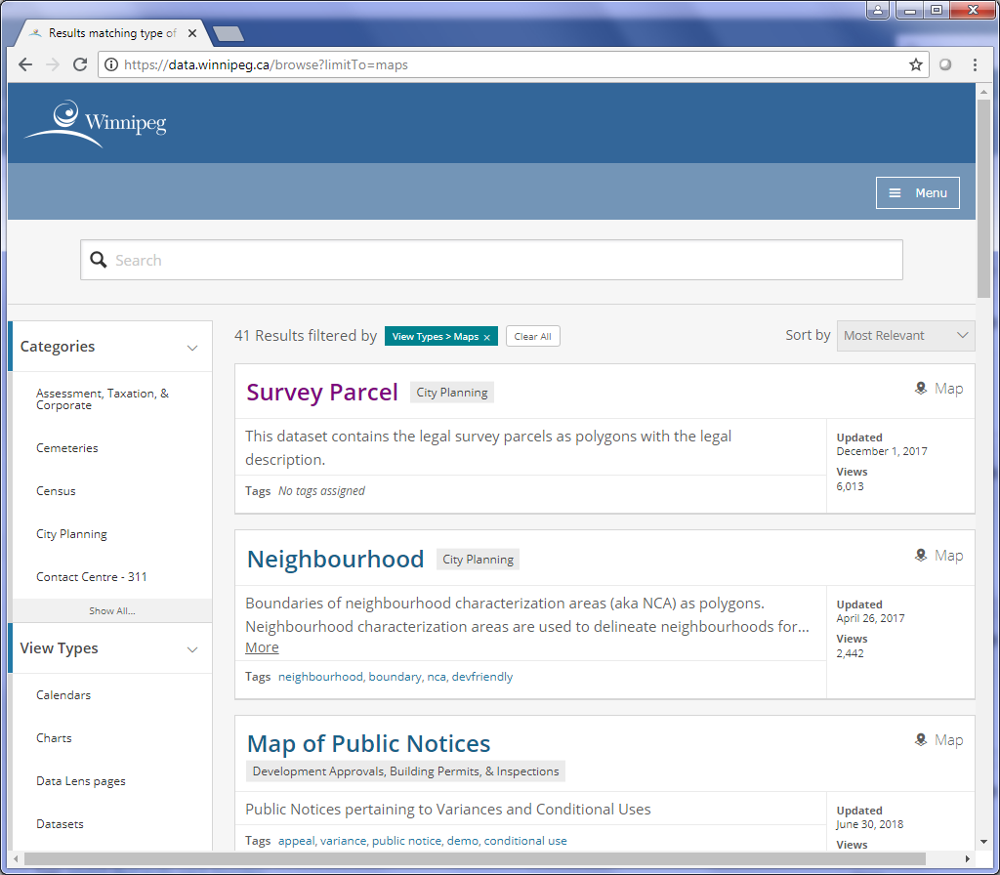 Results matching type of
https://data.winnipeg.ca/browse?limitTo=maps
Winnipeg
Menu
Search
Categories
Assessment, Taxation, &
Corporate
Cemeteries
Census
City Planning
Contact Centre - 311
Show All...
View Types
Calendars
Charts
Data Lens pages
Datasets
41 Results filtered by
View Types > Maps ×
Clear All
Sort by
Most Relevant
Survey Parcel
City Planning
Map
This dataset contains the legal survey parcels as polygons with the legal
description.
Tags No tags assigned
Updated
December 1, 2017
Views
6,013
Neighbourhood
City Planning
Map
Boundaries of neighbourhood characterization areas (aka NCA) as polygons.
Neighbourhood characterization areas are used to delineate neighbourhoods for...
More
Tags neighbourhood, boundary, nca, devfriendly
Updated
April 26, 2017
Views
2,442
Map of Public Notices
Map
Development Approvals, Building Permits, & Inspections
Public Notices pertaining to Variances and Conditional Uses
Tags appeal, variance, public notice, demo, conditional use
Updated
June 30, 2018
Views